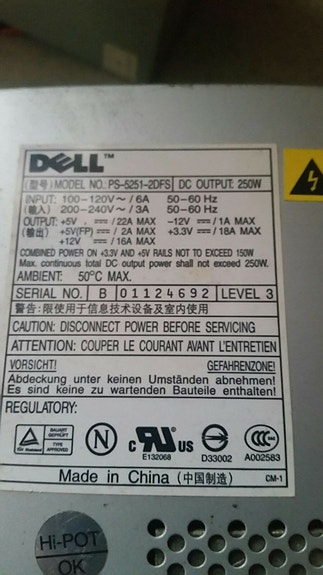 DELL™
(型号) MODEL NO.: PS-5251-2DFS DC OUTPUT: 250W
INPUT: 100-120V～/6A 50-60 Hz
(输入) 200-240V～/3A 50-60 Hz
OUTPUT: +5V ⎓/22A MAX -12V ⎓/1A MAX
(输出) +5V(FP) ⎓/2A MAX +3.3V ⎓/18A MAX
+12V ⎓/16A MAX
COMBINED POWER ON +3.3V AND +5V RAILS NOT TO EXCEED 150W
Max. continuous total DC output power shall not exceed 250W.
AMBIENT: 50°C MAX.
SERIAL NO. B 01124692 LEVEL 3
警告: 限使用于信息技术设备及室内使用
CAUTION: DISCONNECT POWER BEFORE SERVICING
ATTENTION: COUPER LE COURANT AVANT L'ENTRETIEN
VORSICHT! GEFAHRENZONE!
Abdeckung unter keinen Umständen abnehmen!
Es sind keine zu wartenden Bauteile enthalten!
REGULATORY:
BAUART GEPRÜFT
TYPE APPROVED
N
c UL US
E132068
S
D33002
CCC
A002583
Made in China (中国制造) CM-1
Hi-POT
OK